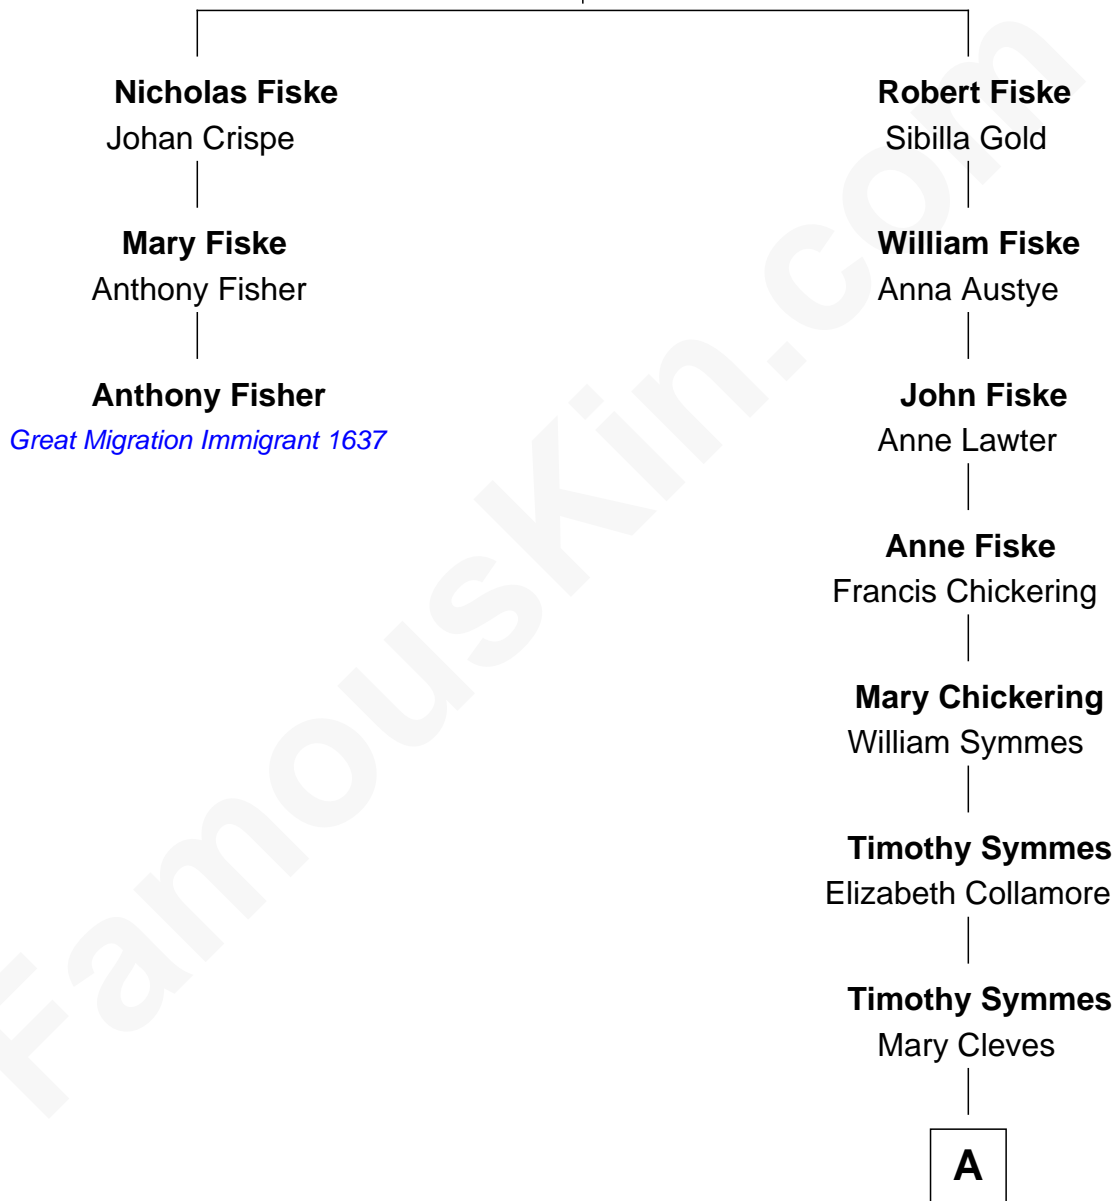 Nicholas Fiske
Johan Crispe
Mary Fiske
Anthony Fisher
Anthony Fisher
Great Migration Immigrant 1637
Robert Fiske
Sibilla Gold
William Fiske
Anna Austye
John Fiske
Anne Lawter
Anne Fiske
Francis Chickering
Mary Chickering
William Symmes
Timothy Symmes
Elizabeth Collamore
Timothy Symmes
Mary Cleves
A
FamousKin.com